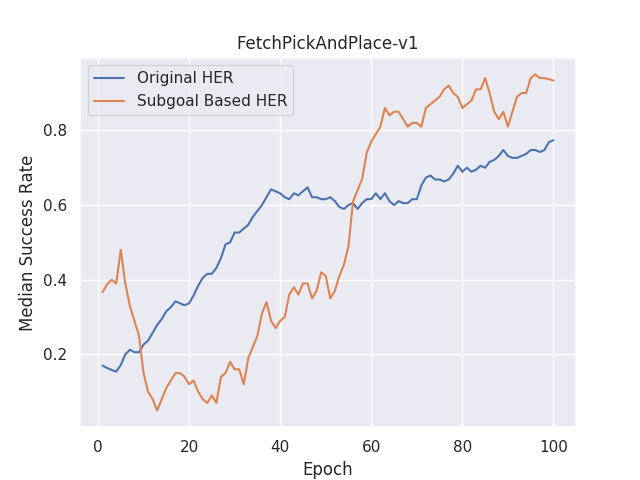 FetchPickAndPlace-v1
Original HER
Subgoal Based HER
Median Success Rate
0.8
0.6
0.4
0.2
0 20 40 60 80 100
Epoch